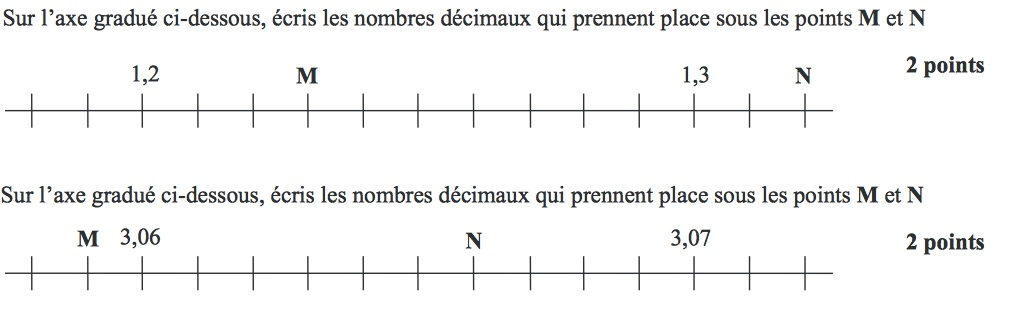 Sur l’axe gradué ci-dessous, écris les nombres décimaux qui prennent place sous les points M et N
2 points
1,2 M 1,3 N
Sur l’axe gradué ci-dessous, écris les nombres décimaux qui prennent place sous les points M et N
M 3,06 N 3,07
2 points